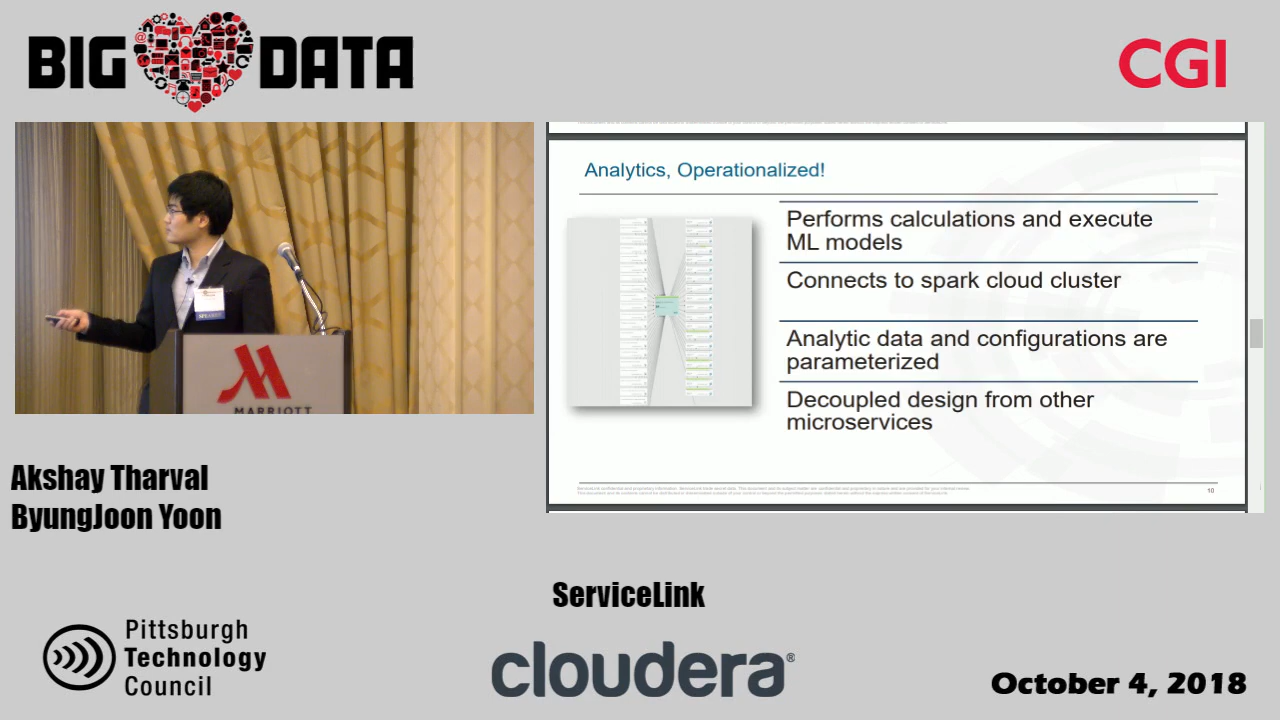 BIG DATA
CGI
MARRIOTT
Analytics, Operationalized!
Performs calculations and execute
ML models
Connects to spark cloud cluster
Analytic data and configurations are
parameterized
Decoupled design from other
microservices
10
Akshay Tharval
ByungJoon Yoon
ServiceLink
Pittsburgh
Technology
Council
cloudera®
October 4, 2018